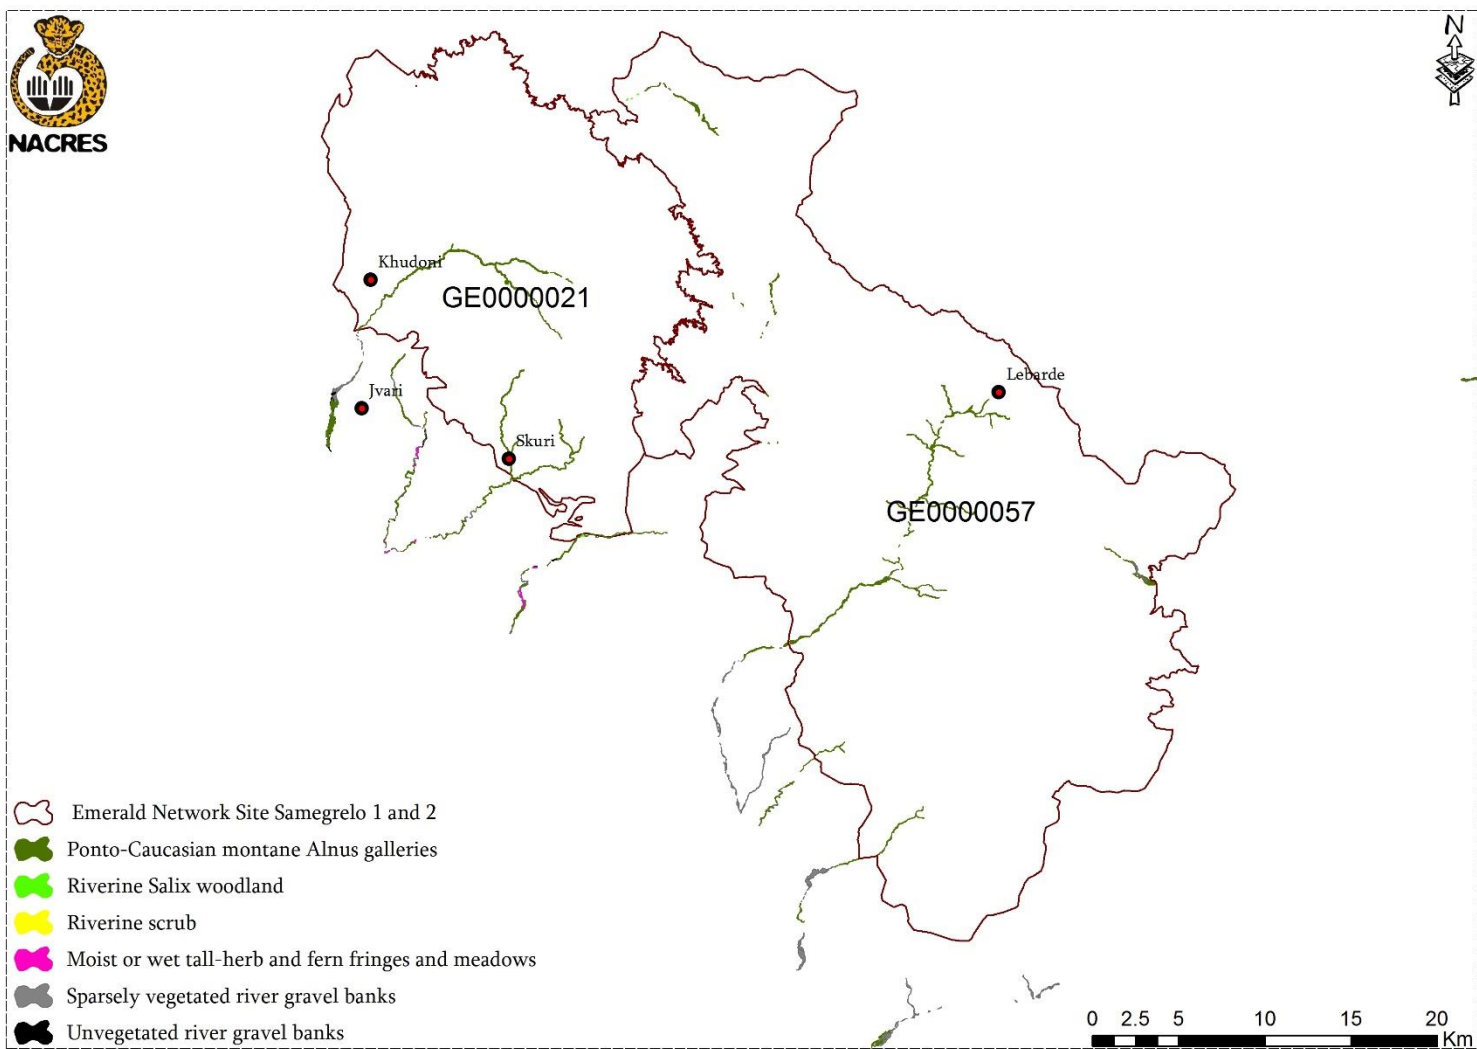 NACRES
N
Khudoni
GE0000021
Jvari
Lebarde
Skuri
GE0000057
Emerald Network Site Samegrelo 1 and 2
Ponto-Caucasian montane Alnus galleries
Riverine Salix woodland
Riverine scrub
Moist or wet tall-herb and fern fringes and meadows
Sparsely vegetated river gravel banks
Unvegetated river gravel banks
0 2.5 5 10 15 20
Km